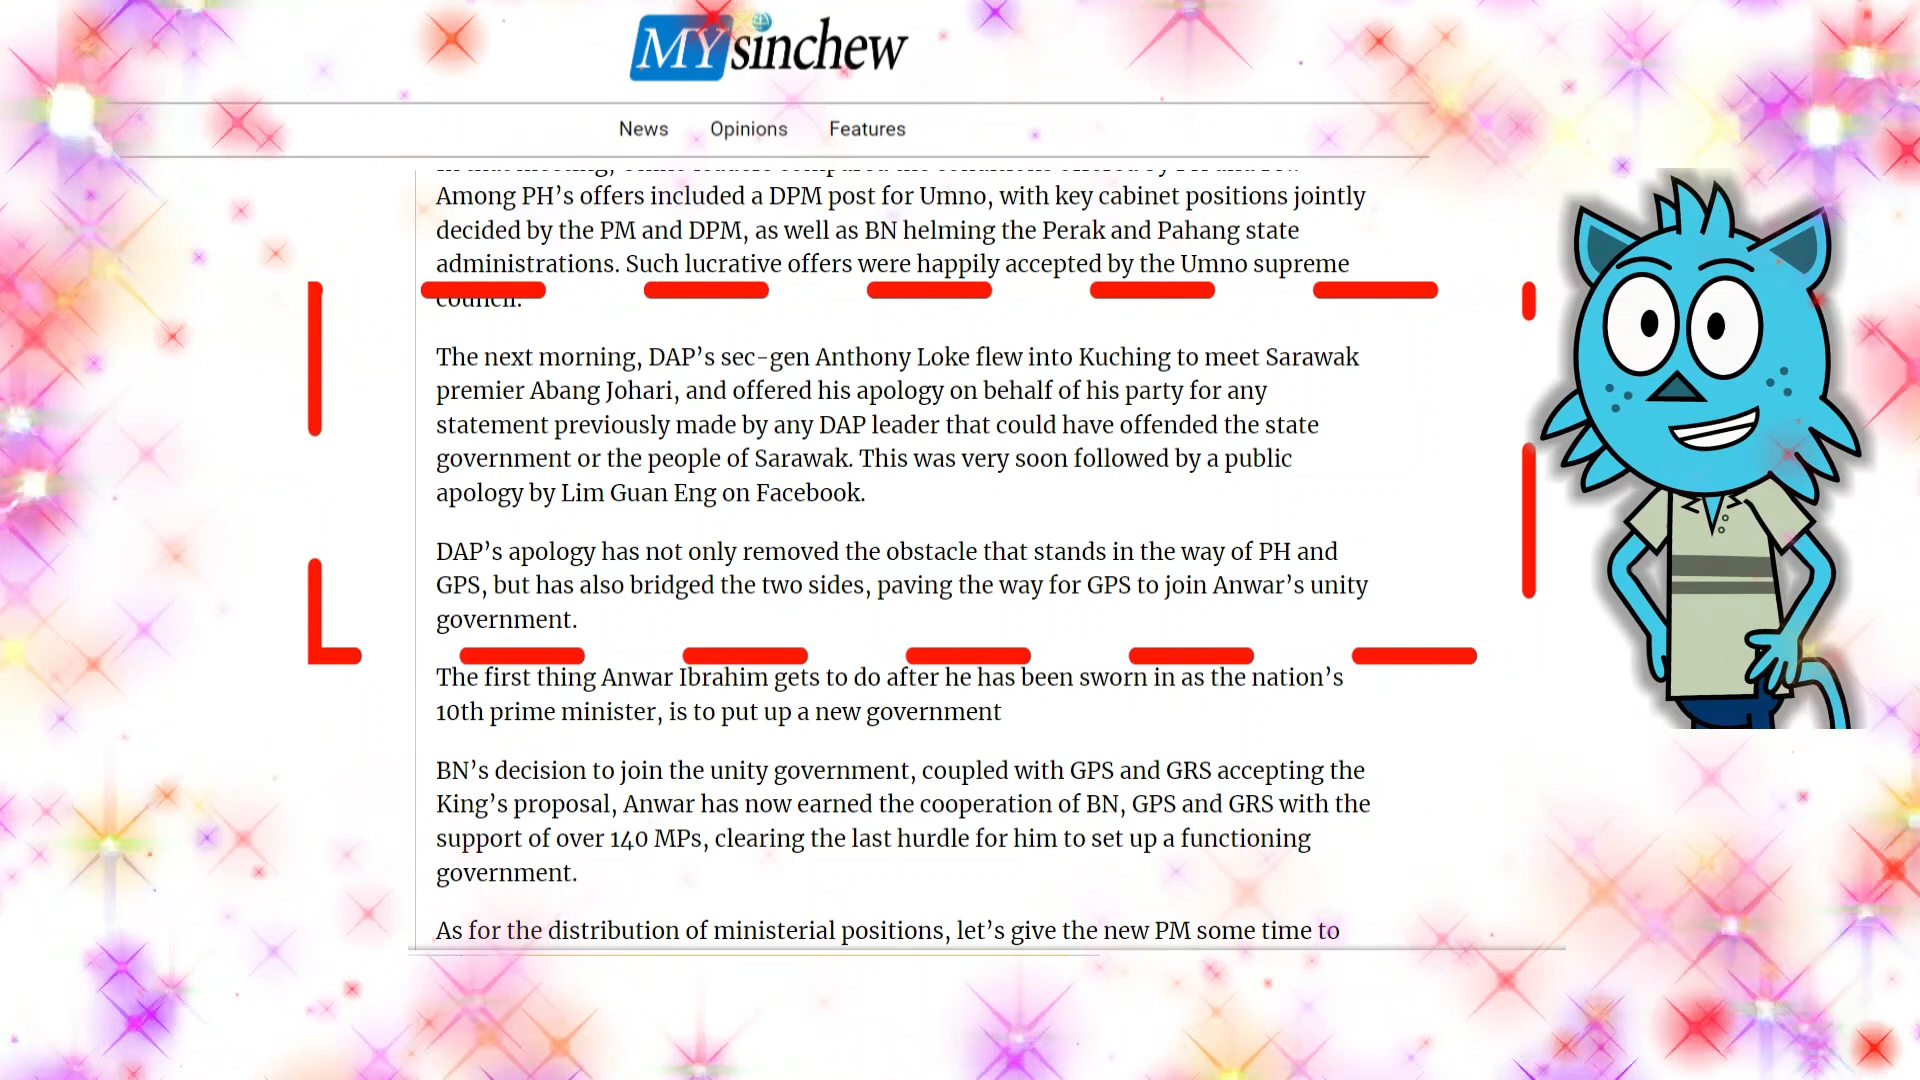 MY sinchew
News Opinions Features
Among PH’s offers included a DPM post for Umno, with key cabinet positions jointly
decided by the PM and DPM, as well as BN helming the Perak and Pahang state
administrations. Such lucrative offers were happily accepted by the Umno supreme
council.
The next morning, DAP’s sec-gen Anthony Loke flew into Kuching to meet Sarawak
premier Abang Johari, and offered his apology on behalf of his party for any
statement previously made by any DAP leader that could have offended the state
government or the people of Sarawak. This was very soon followed by a public
apology by Lim Guan Eng on Facebook.
DAP’s apology has not only removed the obstacle that stands in the way of PH and
GPS, but has also bridged the two sides, paving the way for GPS to join Anwar’s unity
government.
The first thing Anwar Ibrahim gets to do after he has been sworn in as the nation’s
10th prime minister, is to put up a new government
BN’s decision to join the unity government, coupled with GPS and GRS accepting the
King’s proposal, Anwar has now earned the cooperation of BN, GPS and GRS with the
support of over 140 MPs, clearing the last hurdle for him to set up a functioning
government.
As for the distribution of ministerial positions, let’s give the new PM some time to